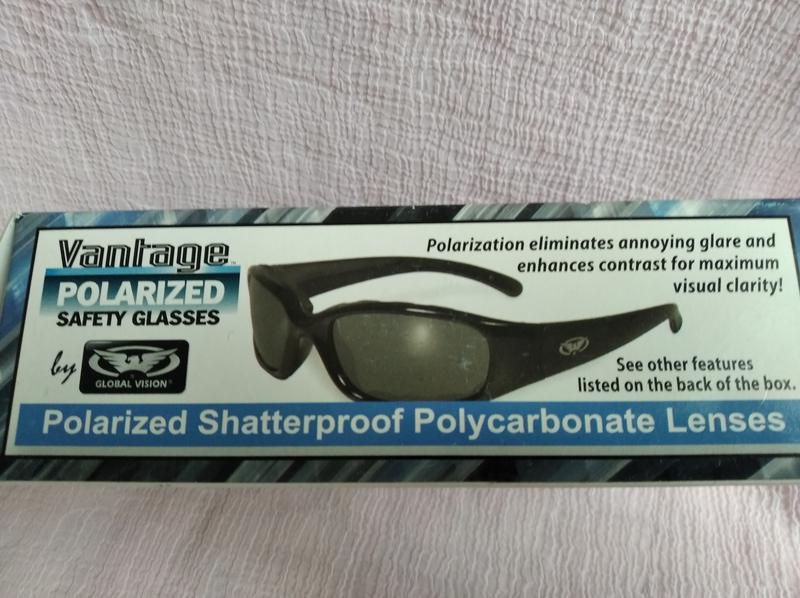 Vantage™
POLARIZED
SAFETY GLASSES
by GLOBAL VISION®
Polarization eliminates annoying glare and
enhances contrast for maximum
visual clarity!
See other features
listed on the back of the box.
Polarized Shatterproof Polycarbonate Lenses